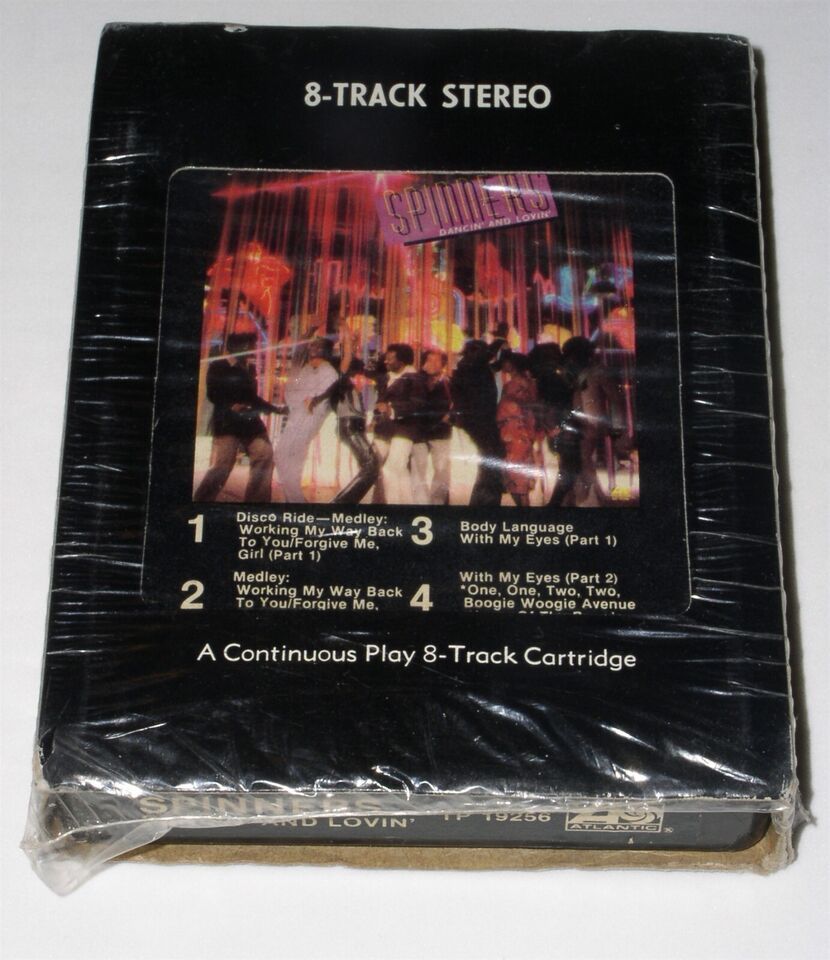 8-TRACK STEREO
SPINNERS
DANCIN' AND LOVIN'
1
Disco Ride—Medley:
Working My Way Back
To You/Forgive Me,
Girl (Part 1)
2
Medley:
Working My Way Back
To You/Forgive Me,
3
Body Language
With My Eyes (Part 1)
4
With My Eyes (Part 2)
*One, One, Two, Two,
Boogie Woogie Avenue
A Continuous Play 8-Track Cartridge
SPINNERS
AND LOVIN' TP 19256
ATLANTIC®